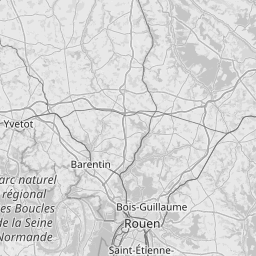 Yvetot
Barentin
arc naturel
régional
es Boucles
de la Seine
Normande
Bois-Guillaume
Rouen
Saint-Étienne-